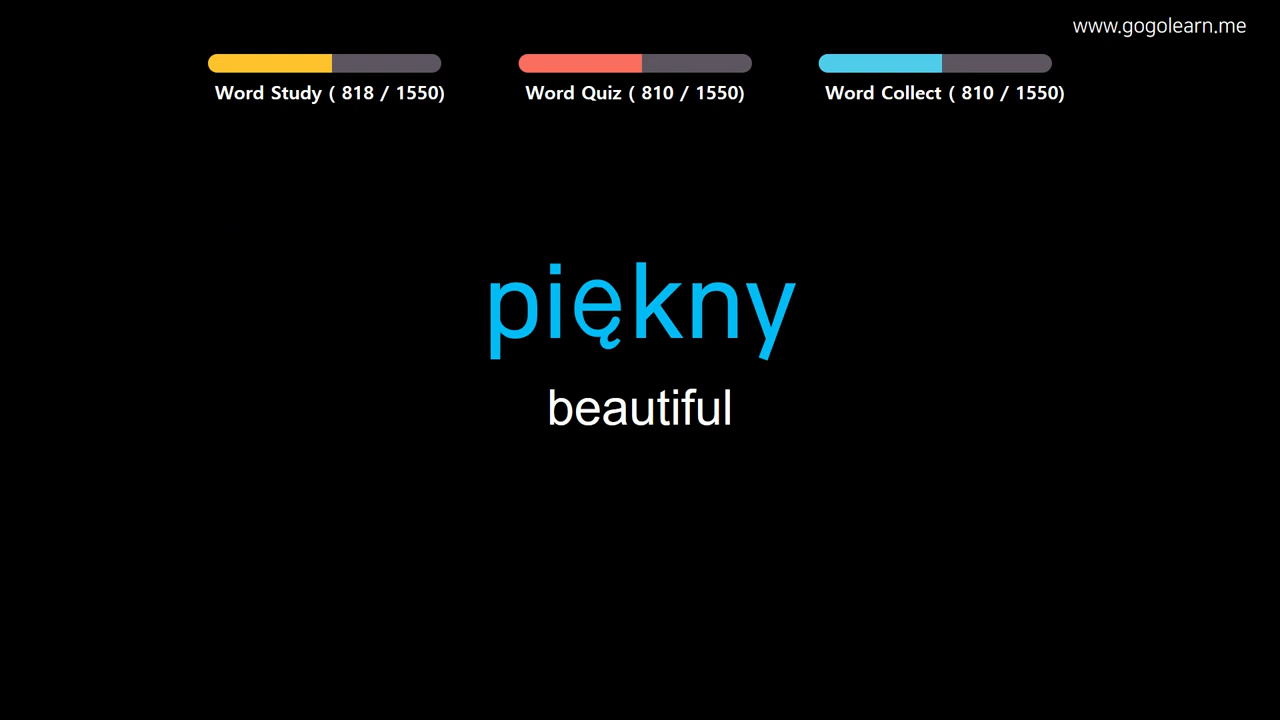 www.gogolearn.me
Word Study ( 818 / 1550)
Word Quiz ( 810 / 1550)
Word Collect ( 810 / 1550)
piękny
beautiful